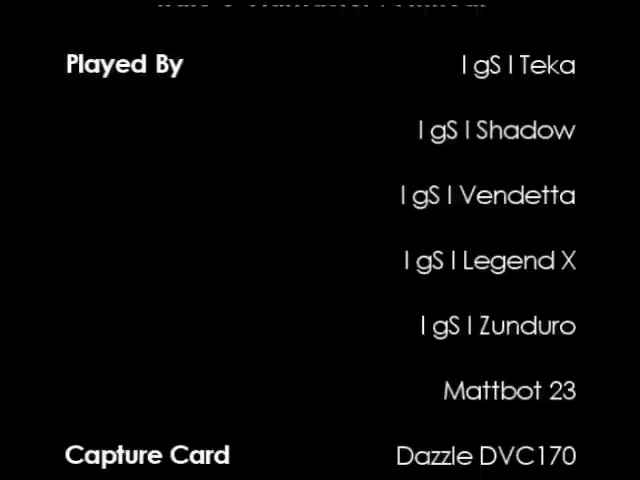 Played By I gS I Teka
I gS I Shadow
I gS I Vendetta
I gS I Legend X
I gS I Zunduro
Mattbot 23
Capture Card Dazzle DVC170